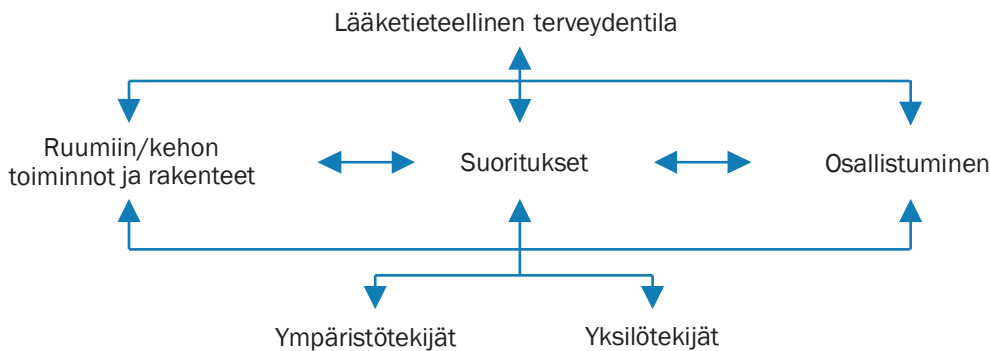 Lääketieteellinen terveydentila
Ruumiin/kehon
toiminnot ja rakenteet
Suoritukset
Osallistuminen
Ympäristötekijät
Yksilötekijät